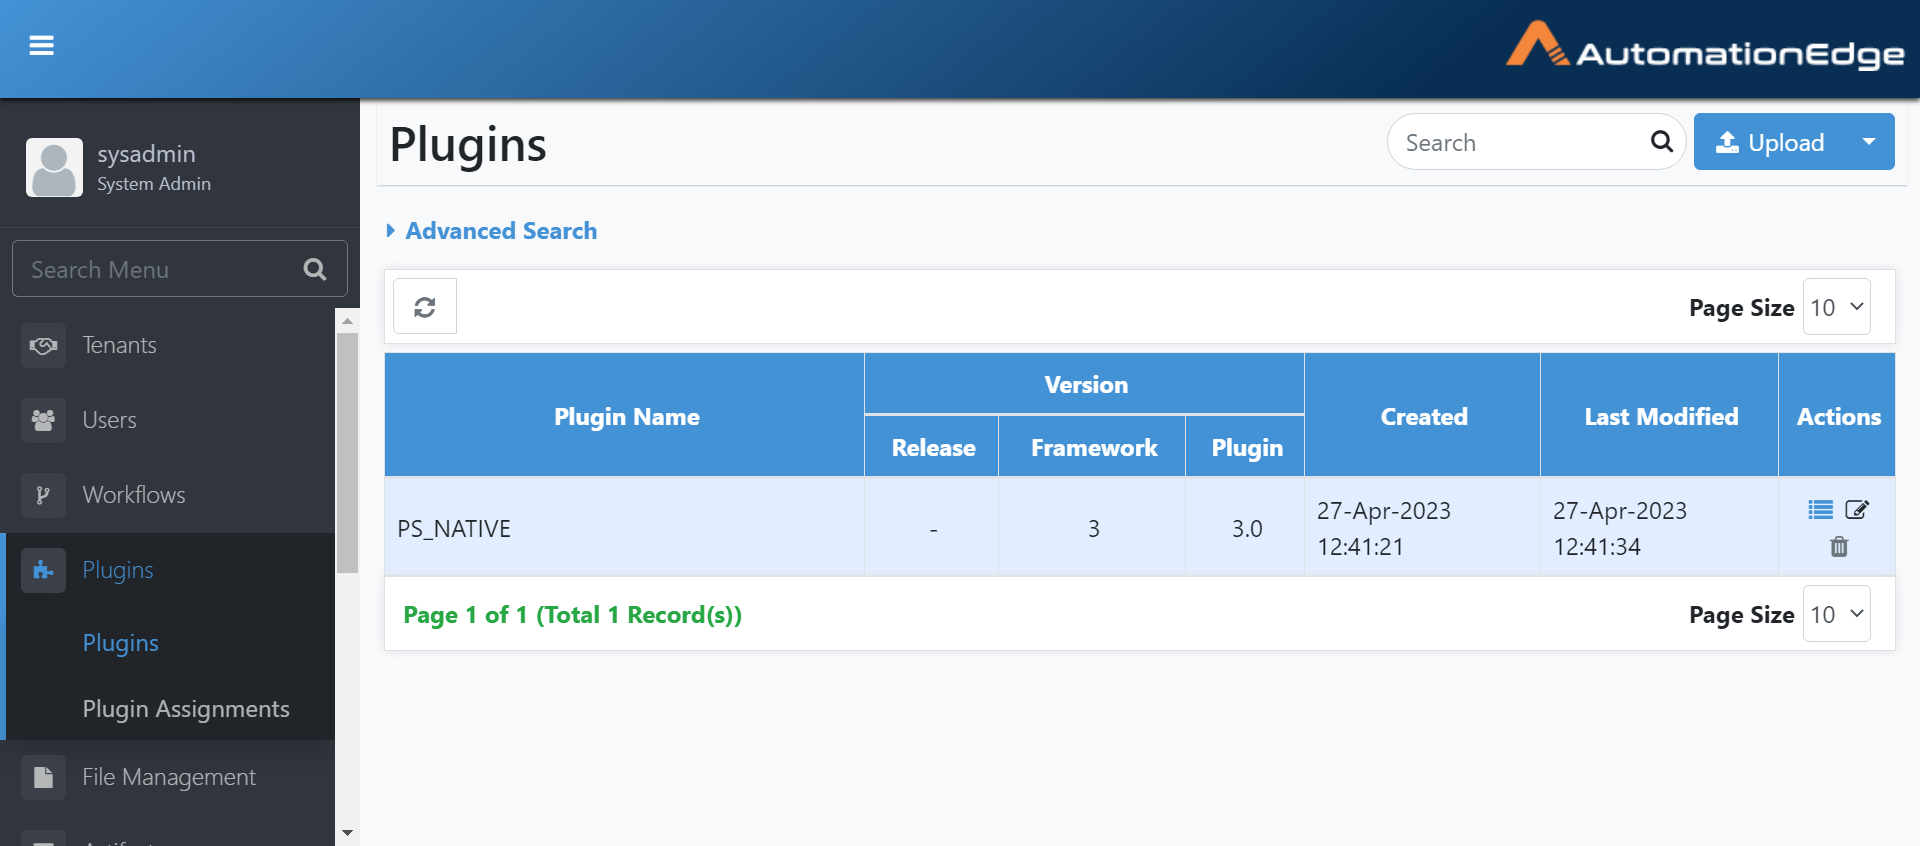 AutomationEdge
sysadmin
System Admin
Search Menu
Tenants
Users
Workflows
Plugins
Plugins
Plugin Assignments
File Management
Plugins
Search
Upload
Advanced Search
Page Size 10
Plugin Name
Version
Release
Framework
Plugin
Created
Last Modified
Actions
PS_NATIVE
-
3
3.0
27-Apr-2023
12:41:21
27-Apr-2023
12:41:34
Page 1 of 1 (Total 1 Record(s))
Page Size 10